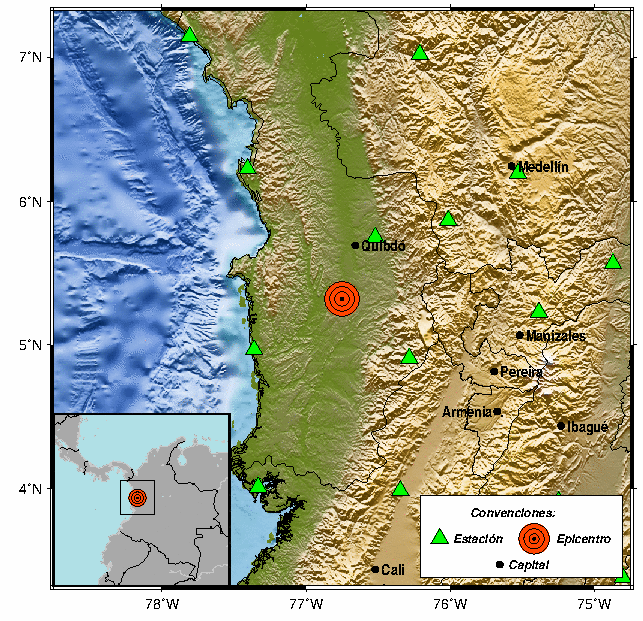 7°N
Medellín
6°N
Quibdó
5°N
Manizales
Pereira
Armenia
Ibagué
4°N
Convenciones:
Estación
Epicentro
Capital
Cali
78°W
77°W
76°W
75°W